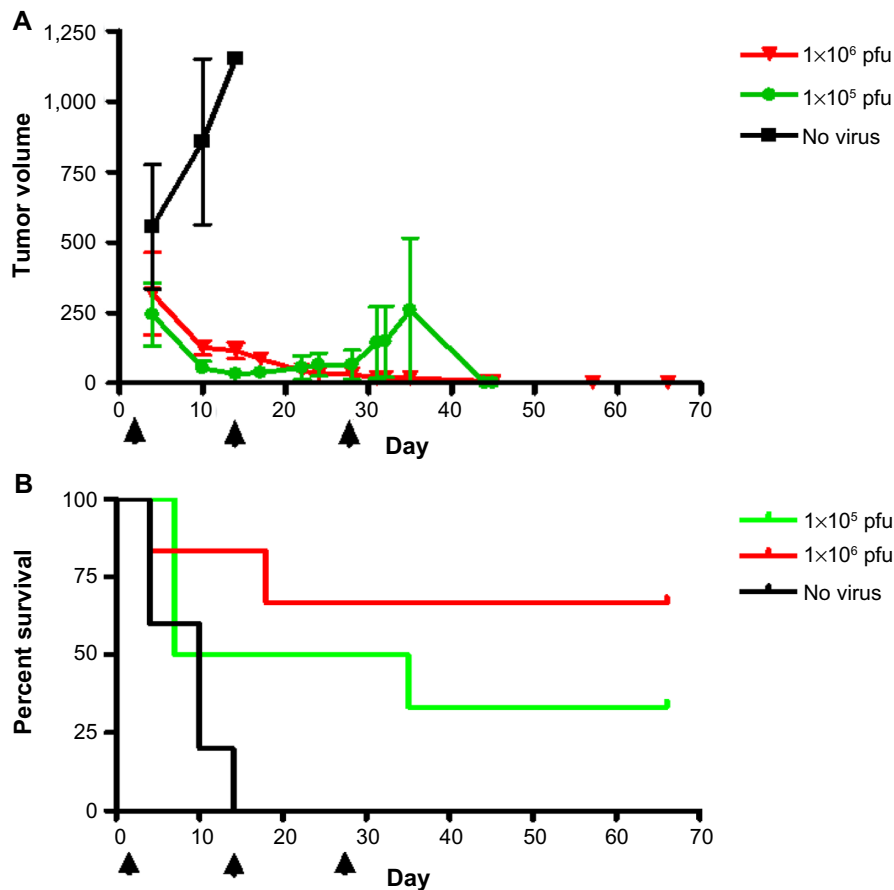 A
Tumor volume
1,250
1,000
750
500
250
0
0 10 20 30 40 50 60 70
Day
1×10⁶ pfu
1×10⁵ pfu
No virus
B
Percent survival
100
75
50
25
0
0 10 20 30 40 50 60 70
Day
1×10⁵ pfu
1×10⁶ pfu
No virus